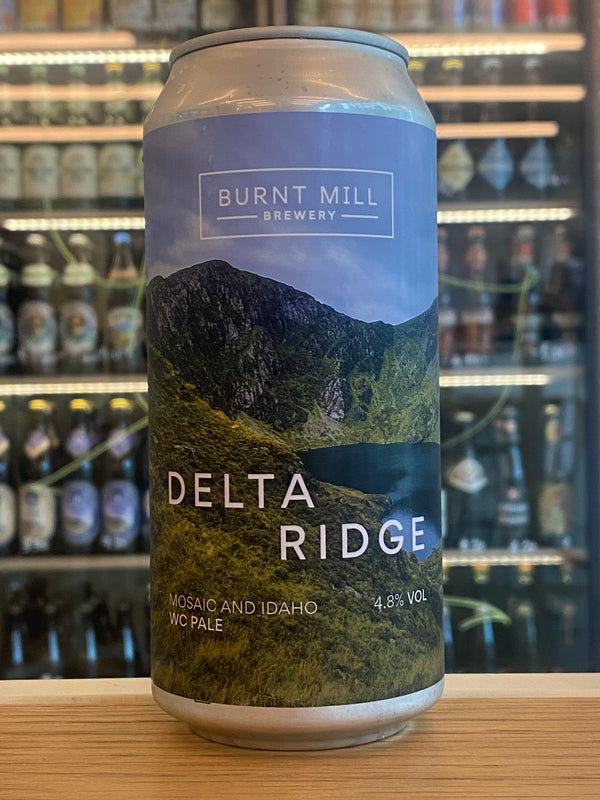 BURNT MILL
BREWERY
DELTA
RIDGE
MOSAIC AND IDAHO
WC PALE
4.8% VOL